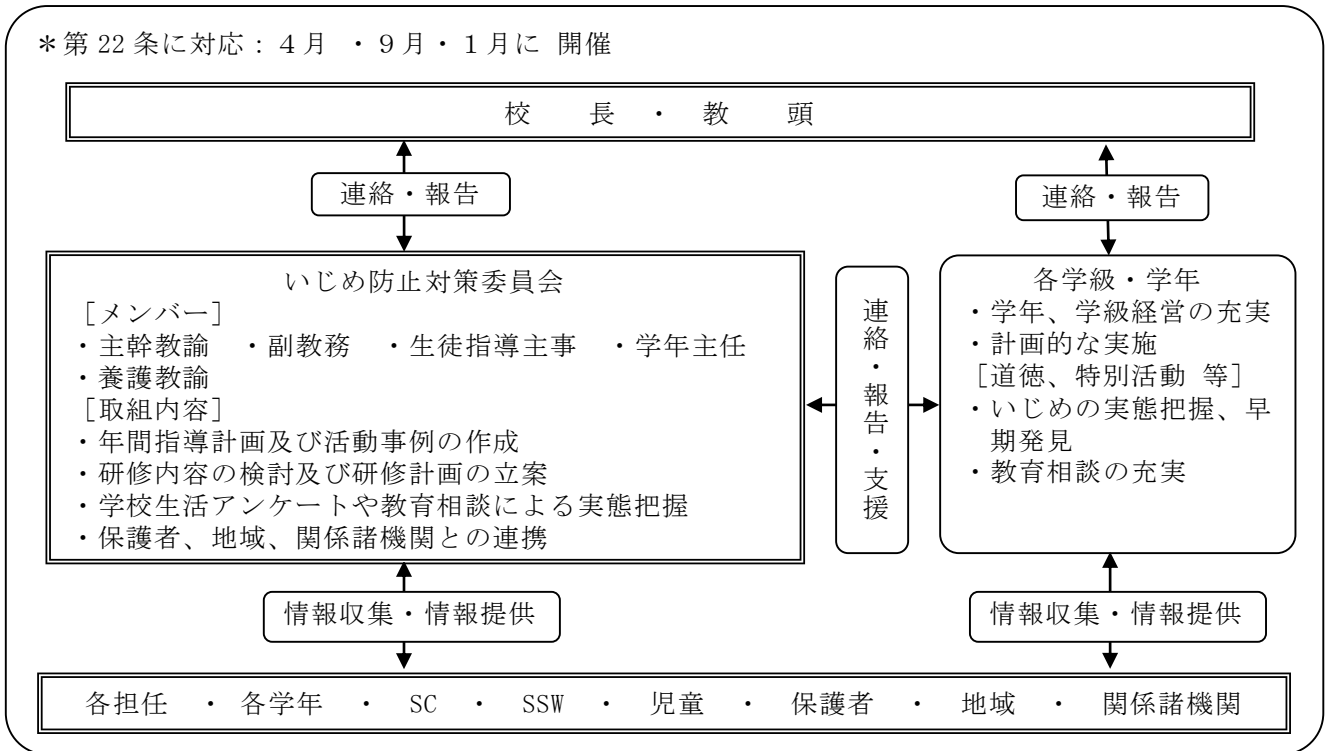 ＊第 22 条に対応：４月 ・９月・１月に 開催
校 長 ・ 教 頭
連絡・報告
連絡・報告
いじめ防止対策委員会
［メンバー］
・主幹教諭 ・副教務 ・生徒指導主事 ・学年主任
・養護教諭
［取組内容］
・年間指導計画及び活動事例の作成
・研修内容の検討及び研修計画の立案
・学校生活アンケートや教育相談による実態把握
・保護者、地域、関係諸機関との連携
連絡・報告・支援
各学級・学年
・学年、学級経営の充実
・計画的な実施
［道徳、特別活動 等］
・いじめの実態把握、早
期発見
・教育相談の充実
情報収集・情報提供
情報収集・情報提供
各担任 ・ 各学年 ・ SC ・ SSW ・ 児童 ・ 保護者 ・ 地域 ・ 関係諸機関